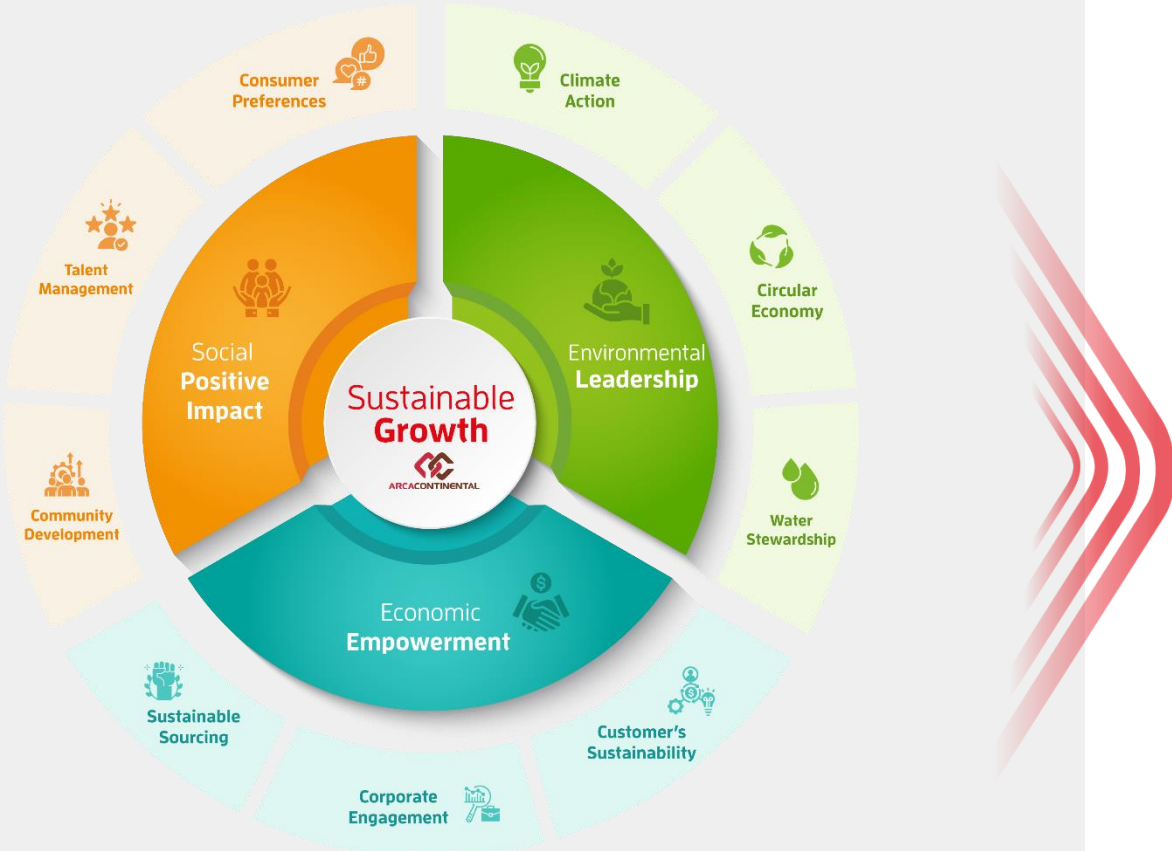 Consumer
Preferences
Climate
Action
Talent
Management
Circular
Economy
Social
Positive
Impact
Environmental
Leadership
Sustainable
Growth
ARCACONTINENTAL
Community
Development
Water
Stewardship
Economic
Empowerment
Sustainable
Sourcing
Customer's
Sustainability
Corporate
Engagement